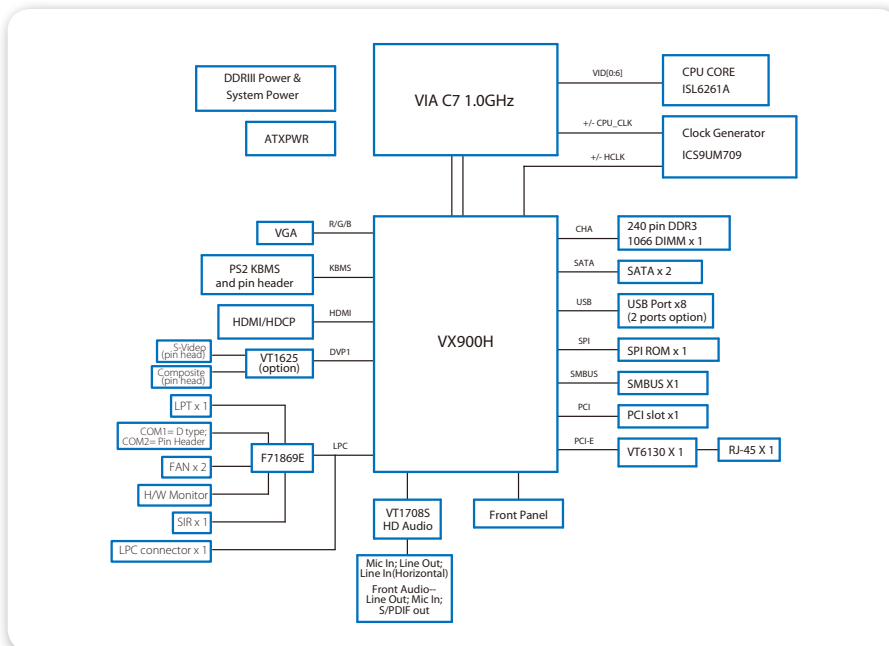 DDRIII Power &
System Power
ATXPWR
VIA C7 1.0GHz
VID[0:6]
CPU CORE
ISL6261A
+/- CPU_CLK
Clock Generator
ICS9UM709
+/- HCLK
VGA
R/G/B
PS2 KBMS
and pin header
KBMS
HDMI/HDCP
HDMI
S-Video
(pin head)
Composite
(pin head)
VT1625
(option)
DVP1
LPT x 1
COM1= D type;
COM2= Pin Header
FAN x 2
H/W Monitor
SIR x 1
LPC connector x 1
F71869E
LPC
VX900H
CHA
240 pin DDR3
1066 DIMM x 1
SATA
SATA x 2
USB
USB Port x8
(2 ports option)
SPI
SPI ROM x 1
SMBUS
SMBUS X1
PCI
PCI slot x1
PCI-E
VT6130 X 1
RJ-45 X 1
VT1708S
HD Audio
Front Panel
Mic In; Line Out;
Line In(Horizontal)
Front Audio--
Line Out; Mic In;
S/PDIF out